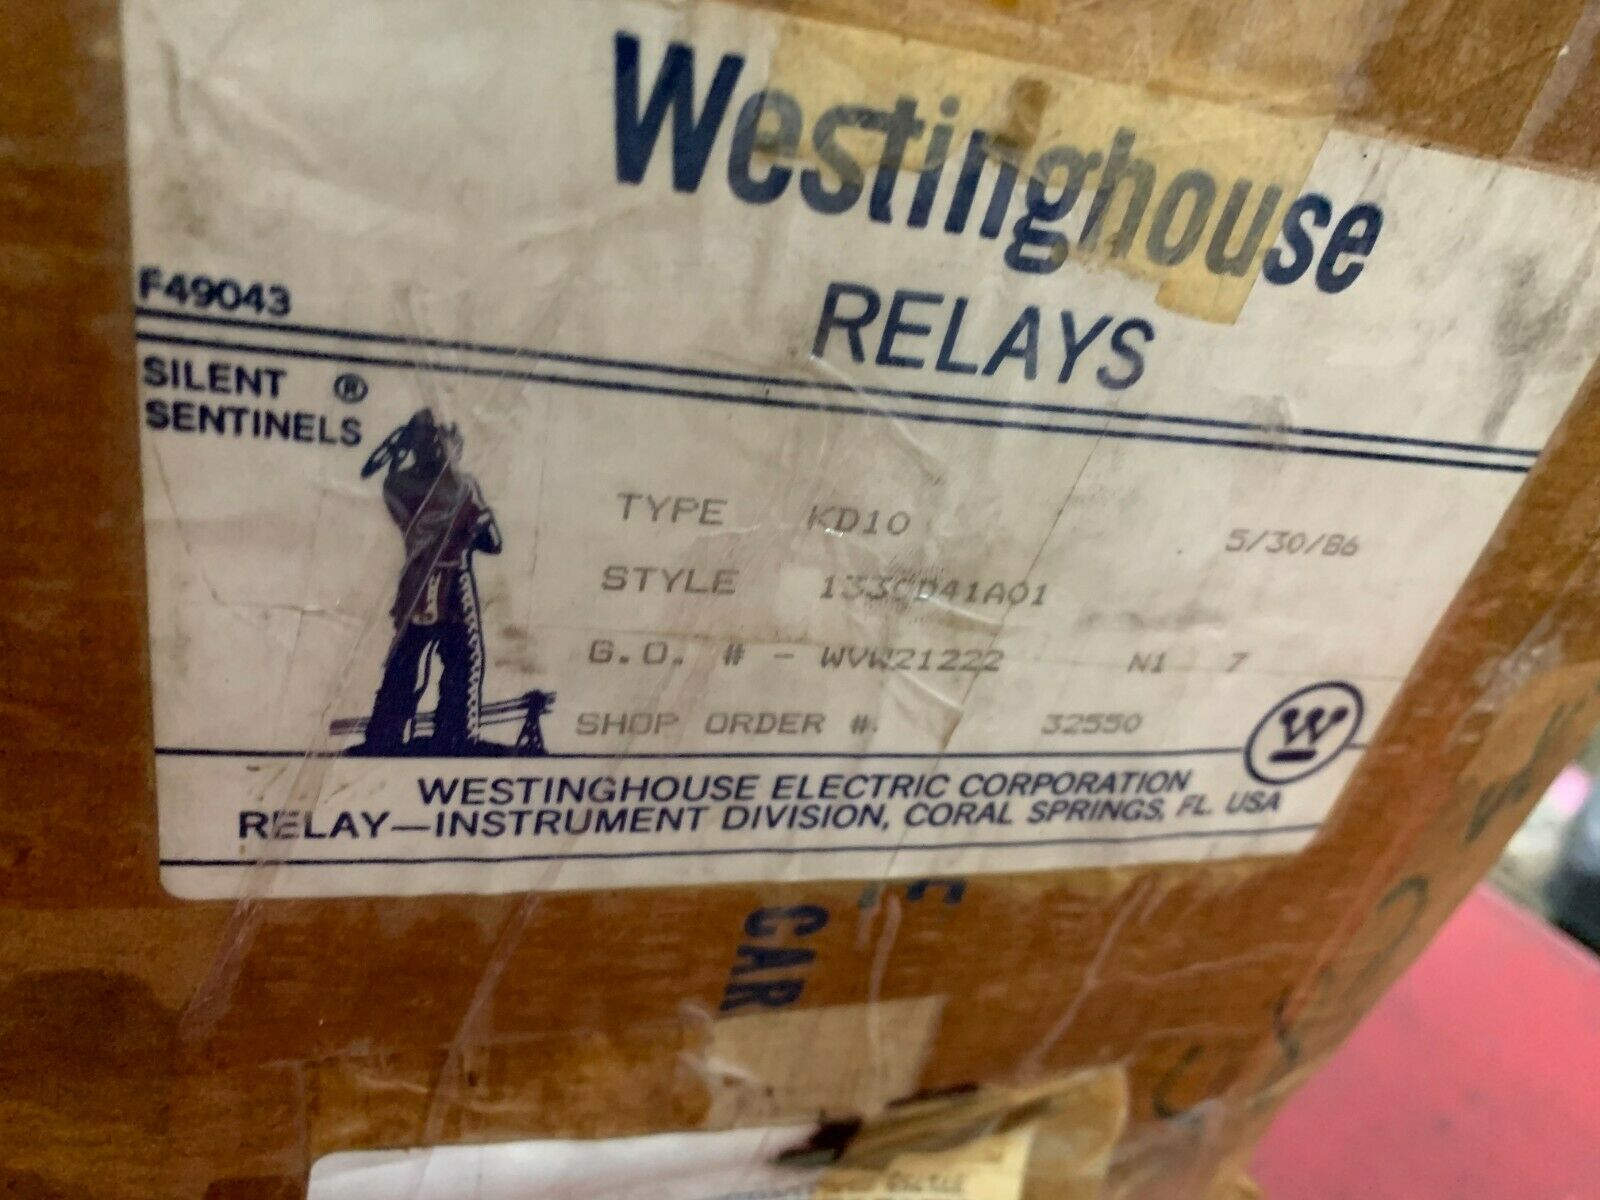 Westinghouse
RELAYS
F49043
SILENT ®
SENTINELS
TYPE KD10 5/30/86
STYLE 1339D41A01
G.O. # - WVW21222 N1 7
SHOP ORDER #. 32550
W
WESTINGHOUSE ELECTRIC CORPORATION
RELAY—INSTRUMENT DIVISION, CORAL SPRINGS, FL. USA
CAR